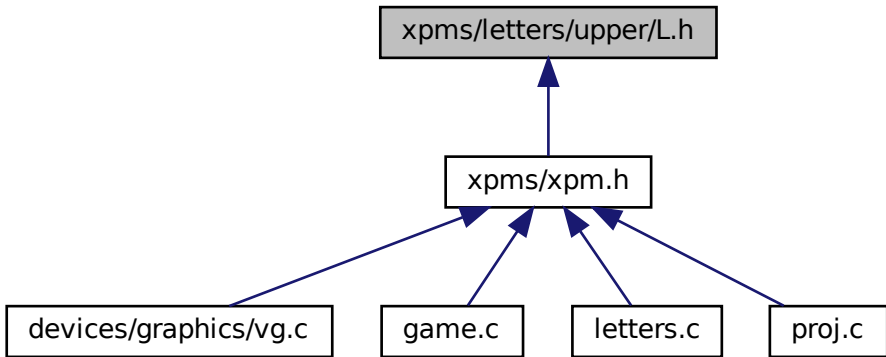 xpms/letters/upper/L.h
xpms/xpm.h
devices/graphics/vg.c
game.c
letters.c
proj.c